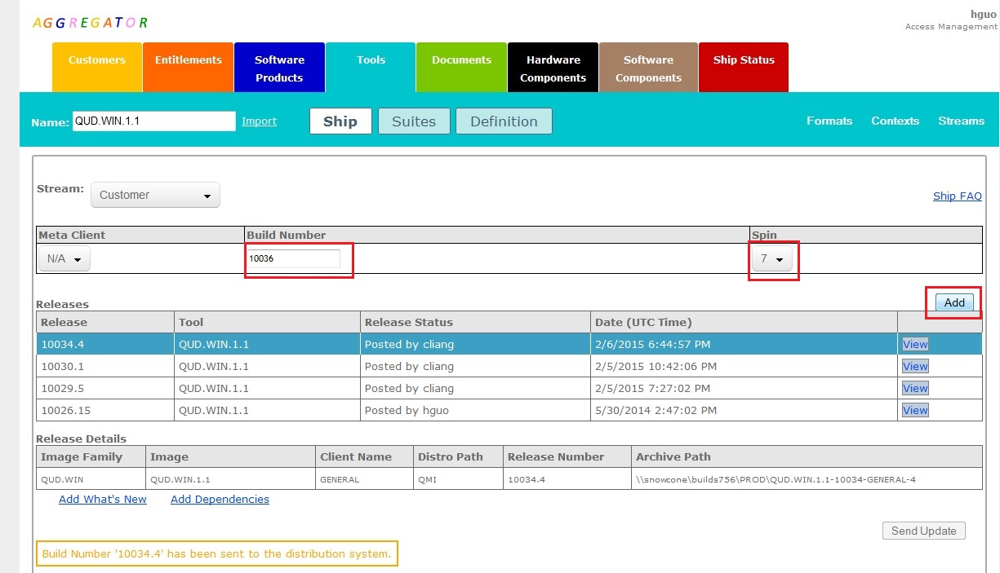 AGGREGATOR
hguo
Access Management
Customers Entitlements Software Products Tools Documents Hardware Components Software Components Ship Status
Name: QUD.WIN.1.1 Import Ship Suites Definition Formats Contexts Streams
Stream: Customer
Ship FAQ
Meta Client Build Number Spin
N/A 10036 7
Add
Releases
Release Tool Release Status Date (UTC Time)
10034.4 QUD.WIN.1.1 Posted by cliang 2/6/2015 6:44:57 PM View
10030.1 QUD.WIN.1.1 Posted by cliang 2/5/2015 10:42:06 PM View
10029.5 QUD.WIN.1.1 Posted by cliang 2/5/2015 7:27:02 PM View
10026.15 QUD.WIN.1.1 Posted by hguo 5/30/2014 2:47:02 PM View
Release Details
Image Family Image Client Name Distro Path Release Number Archive Path
QUD.WIN QUD.WIN.1.1 GENERAL QMI 10034.4 \\snowcone\builds756\PROD\QUD.WIN.1.1-10034-GENERAL-4
Add What's New Add Dependencies
Send Update
Build Number '10034.4' has been sent to the distribution system.